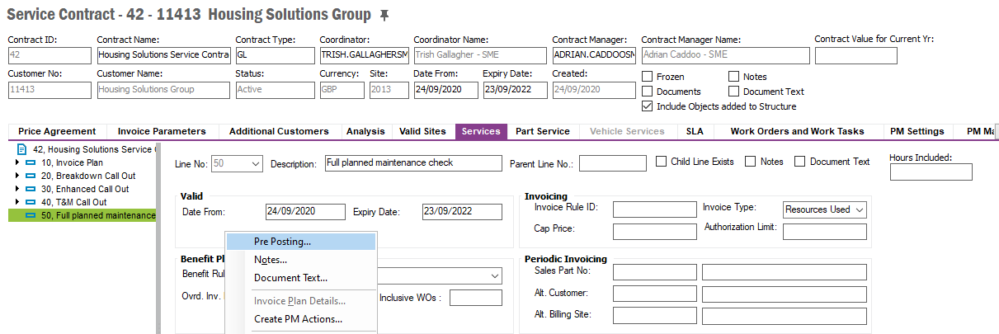 Service Contract - 42 - 11413 Housing Solutions Group
Contract ID: Contract Name: Contract Type: Coordinator: Coordinator Name: Contract Manager: Contract Manager Name: Contract Value for Current Yr:
42 Housing Solutions Service Contra GL TRISH.GALLAGHERSM Trish Gallagher - SME ADRIAN.CADDOOSM Adrian Caddoo - SME
Customer No: Customer Name: Status: Currency: Site: Date From: Expiry Date: Created: Frozen Notes
11413 Housing Solutions Group Active GBP 2013 24/09/2020 23/09/2022 24/09/2020 Documents Document Text
Include Objects added to Structure
Price Agreement Invoice Parameters Additional Customers Analysis Valid Sites Services Part Service Vehicle Services SLA Work Orders and Work Tasks PM Settings PM Ma
42, Housing Solutions Service
10, Invoice Plan
20, Breakdown Call Out
30, Enhanced Call Out
40, T&M Call Out
50, Full planned maintenance
Line No: 50 Description: Full planned maintenance check Parent Line No.: Child Line Exists Notes Document Text Hours Included:
Valid
Date From: 24/09/2020 Expiry Date: 23/09/2022
Invoicing
Invoice Rule ID: Invoice Type: Resources Used
Cap Price: Authorization Limit:
Benefit Pl
Benefit Rul
Ovrd. Inv. Inclusive WOs :
Pre Posting...
Notes...
Document Text...
Invoice Plan Details...
Create PM Actions...
Periodic Invoicing
Sales Part No:
Alt. Customer:
Alt. Billing Site: